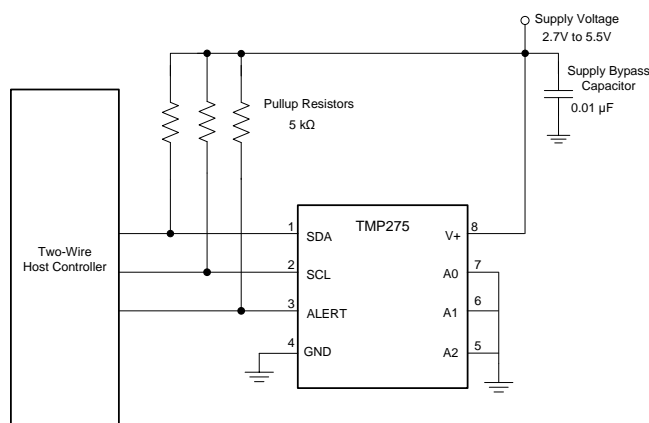 Supply Voltage
2.7V to 5.5V
Supply Bypass
Capacitor
0.01 µF
Pullup Resistors
5 kΩ
Two-Wire
Host Controller
TMP275
1
SDA
V+
8
2
SCL
A0
7
3
ALERT
A1
6
4
GND
A2
5